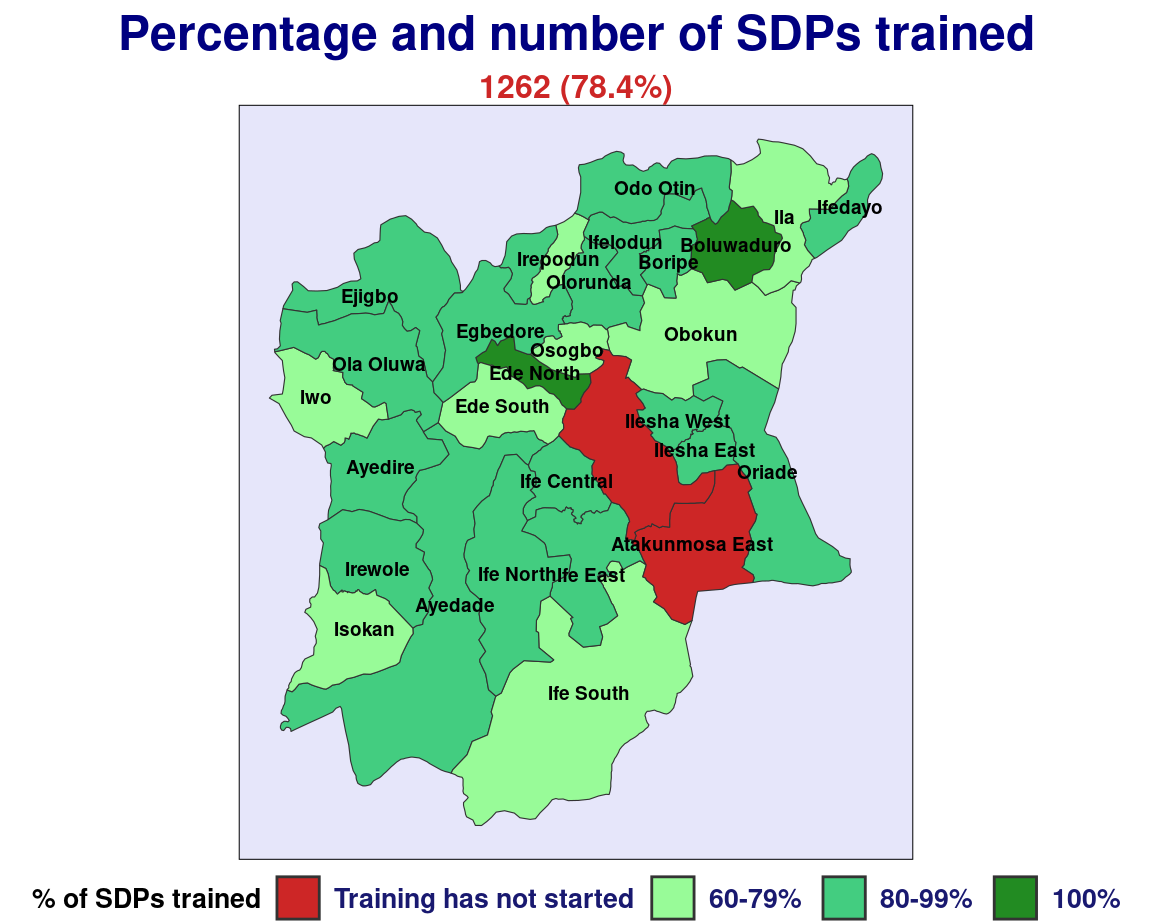 Percentage and number of SDPs trained
1262 (78.4%)
Odo Otin
Ila
Ifedayo
Ifelodun
Boluwaduro
Irepodun
Boripe
Olorunda
Ejigbo
Egbedore
Obokun
Osogbo
Ola Oluwa
Ede North
Iwo
Ede South
Ilesha West
Ilesha East
Ayedire
Oriade
Ife Central
Atakunmosa East
Irewole
Ife North
Ife East
Ayedade
Isokan
Ife South
% of SDPs trained
Training has not started
60-79%
80-99%
100%